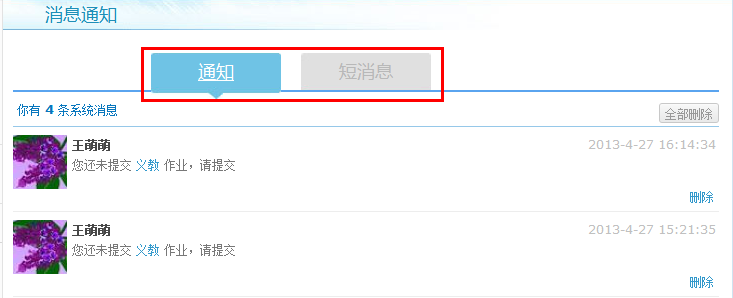 消息通知
通知 短消息
你有 4 条系统消息 全部删除
王萌萌 2013-4-27 16:14:34
您还未提交 义教 作业，请提交
删除
王萌萌 2013-4-27 15:21:35
您还未提交 义教 作业，请提交
删除